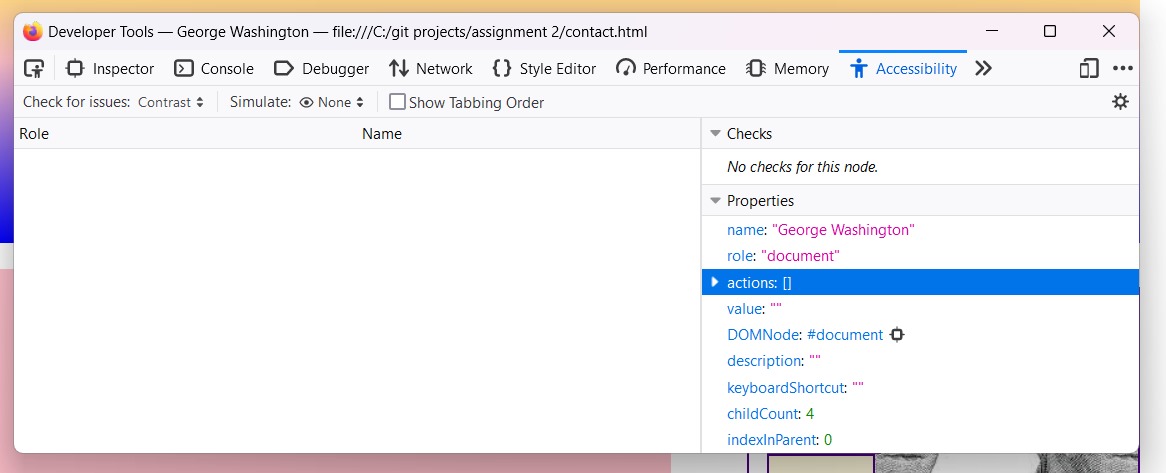 Developer Tools — George Washington — file:///C:/git projects/assignment 2/contact.html
Inspector Console Debugger Network Style Editor Performance Memory Accessibility
Check for issues: Contrast Simulate: None Show Tabbing Order
Role Name
Checks
No checks for this node.
Properties
name: "George Washington"
role: "document"
actions: []
value: ""
DOMNode: #document
description: ""
keyboardShortcut: ""
childCount: 4
indexInParent: 0